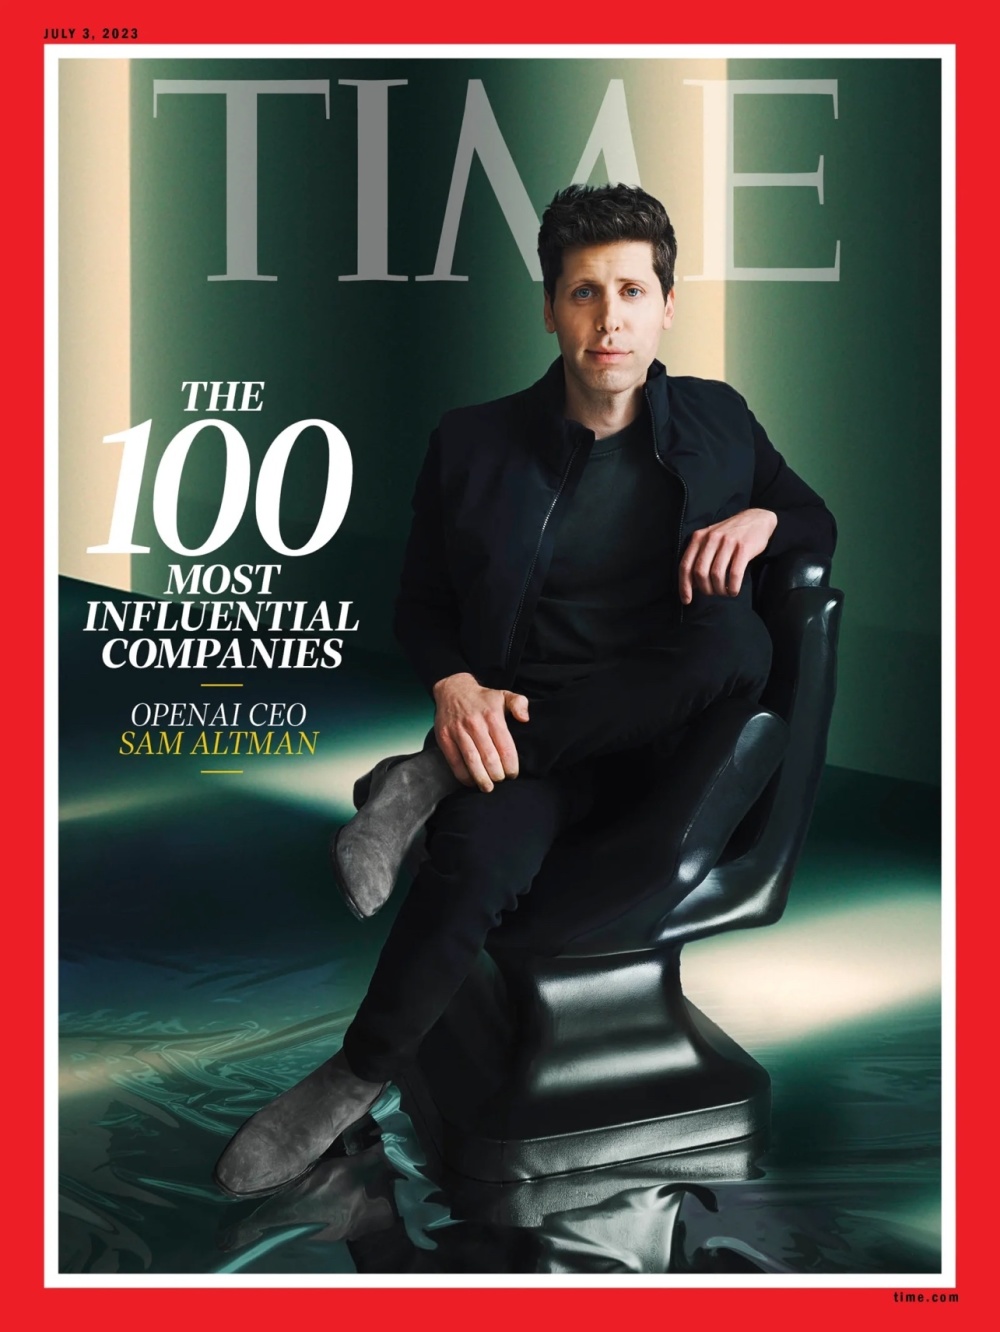 JULY 3, 2023
TIME
THE
100
MOST
INFLUENTIAL
COMPANIES
OPENAI CEO
SAM ALTMAN
time.com